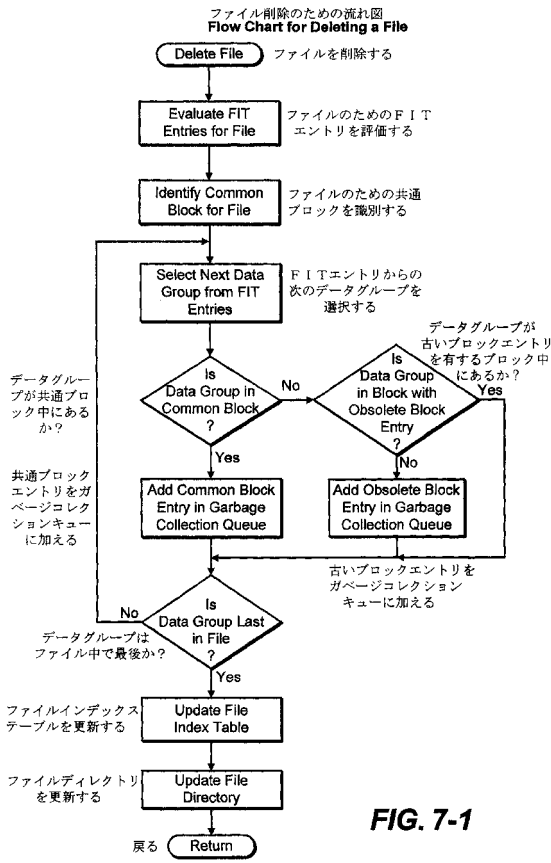 ファイル削除のための流れ図
Flow Chart for Deleting a File
Delete File
ファイルを削除する
Evaluate FIT
Entries for File
ファイルのためのＦＩＴ
エントリを評価する
Identify Common
Block for File
ファイルのための共通
ブロックを識別する
Select Next Data
Group from FIT
Entries
ＦＩＴエントリからの
次のデータグループを
選択する
データグループが
古いブロックエントリ
を有するブロック中
にあるか？
データグルー
プが共通ブロ
ック中にある
か？
Is
Data Group in
Common Block
?
No
Is
Data Group
in Block with
Obsolete Block
Entry
?
Yes
Yes
No
共通ブロック
エントリをガ
ベージコレク
ションキュー
に加える
Add Common Block
Entry in Garbage
Collection Queue
Add Obsolete Block
Entry in Garbage
Collection Queue
古いブロックエントリを
ガベージコレクション
キューに加える
No
Is
Data Group Last
in File
?
データグループは
ファイル中で最後か？
Yes
ファイルインデックス
テーブルを更新する
Update File
Index Table
ファイルディレクトリ
を更新する
Update File
Directory
戻る
Return
FIG. 7-1